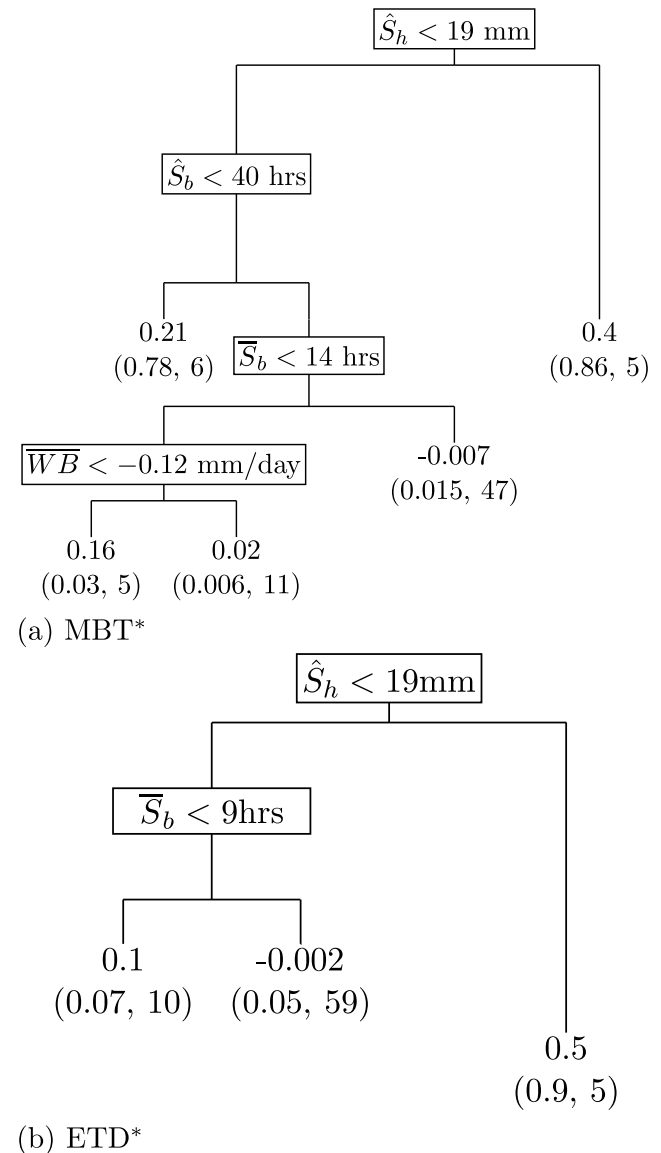 Ŝ_h < 19 mm
Ŝ_b < 40 hrs
0.21
(0.78, 6)
S̅_b < 14 hrs
0.4
(0.86, 5)
W̅B̅ < −0.12 mm/day
-0.007
(0.015, 47)
0.16
(0.03, 5)
0.02
(0.006, 11)
(a) MBT*
Ŝ_h < 19mm
S̅_b < 9hrs
0.1
(0.07, 10)
-0.002
(0.05, 59)
0.5
(0.9, 5)
(b) ETD*